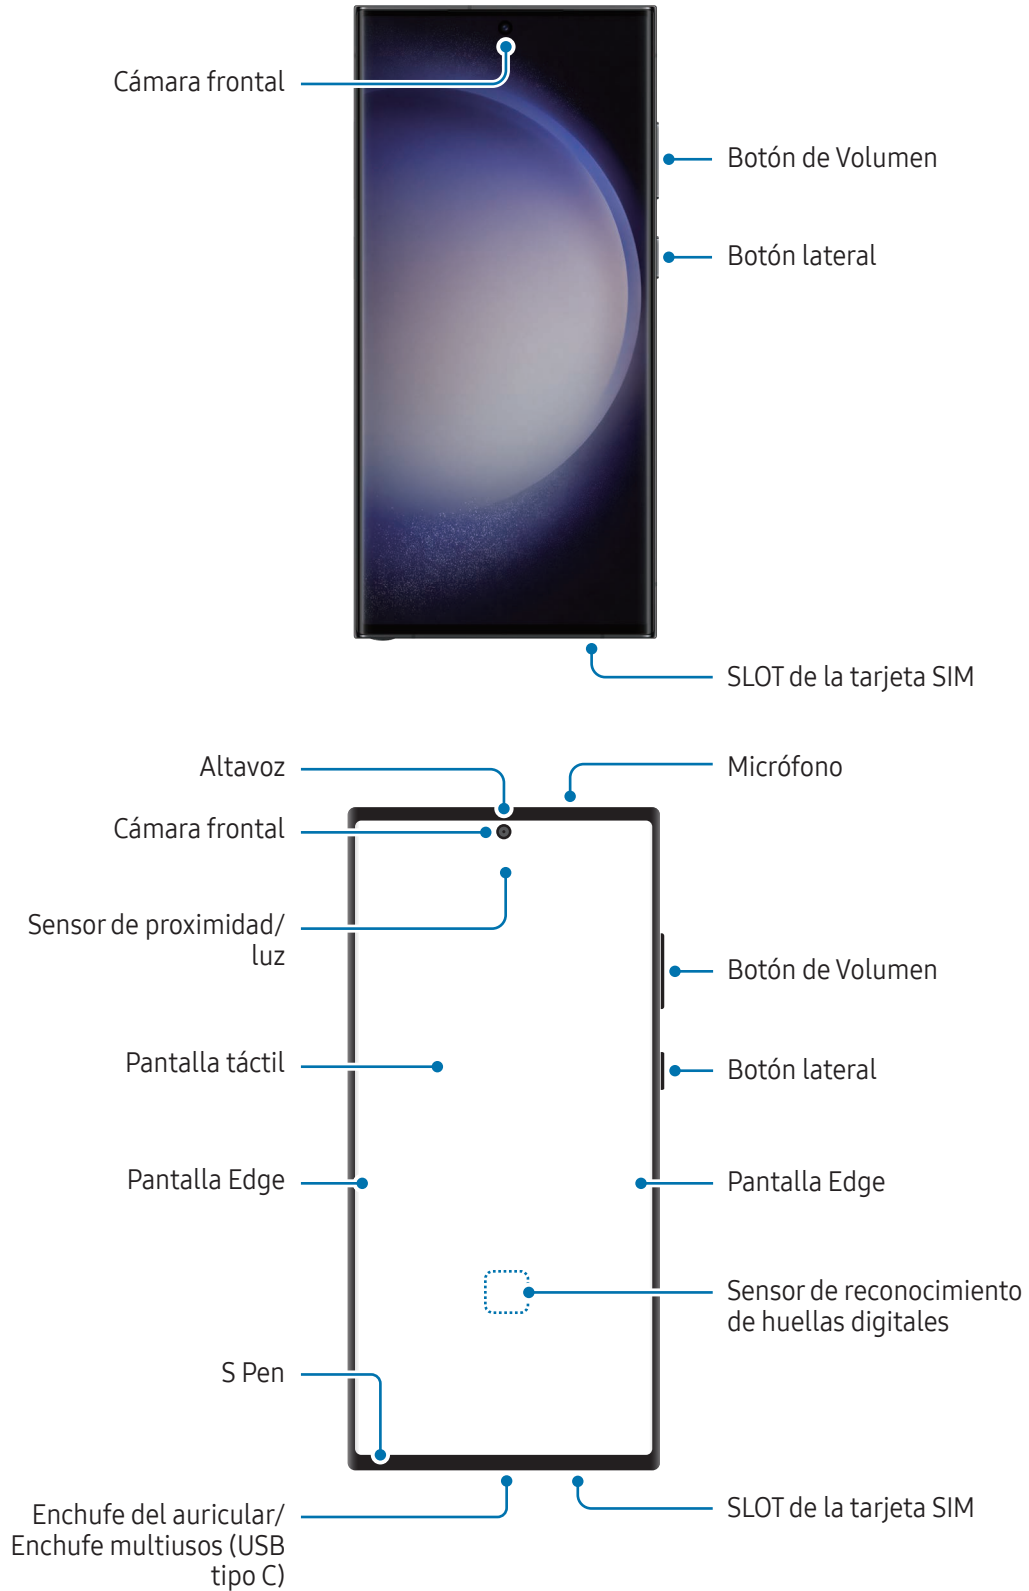 Cámara frontal
Botón de Volumen
Botón lateral
SLOT de la tarjeta SIM
Altavoz
Micrófono
Cámara frontal
Sensor de proximidad/
luz
Botón de Volumen
Pantalla táctil
Botón lateral
Pantalla Edge
Pantalla Edge
Sensor de reconocimiento
de huellas digitales
S Pen
Enchufe del auricular/
Enchufe multiusos (USB
tipo C)
SLOT de la tarjeta SIM